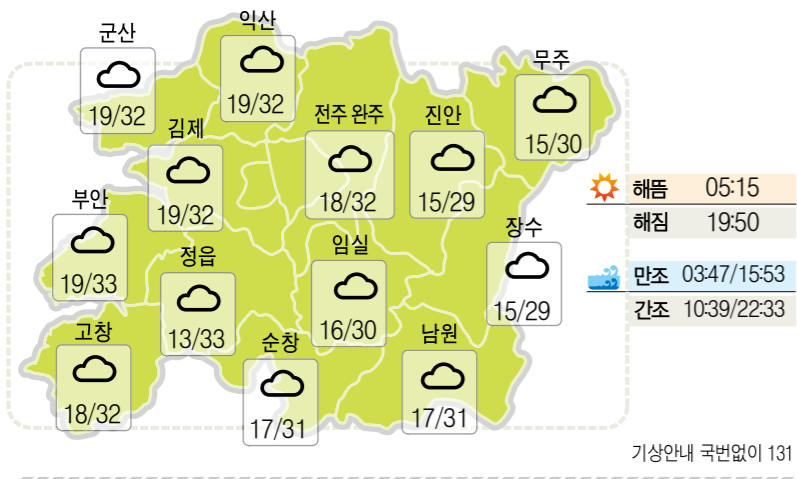 익산
군산
19/32
19/32
무주
15/30
김제
19/32
전주 완주
18/32
진안
15/29
부안
19/33
정읍
13/33
임실
16/30
장수
15/29
고창
18/32
순창
17/31
남원
17/31
해뜸 05:15
해짐 19:50
만조 03:47/15:53
간조 10:39/22:33
기상안내 국번없이 131